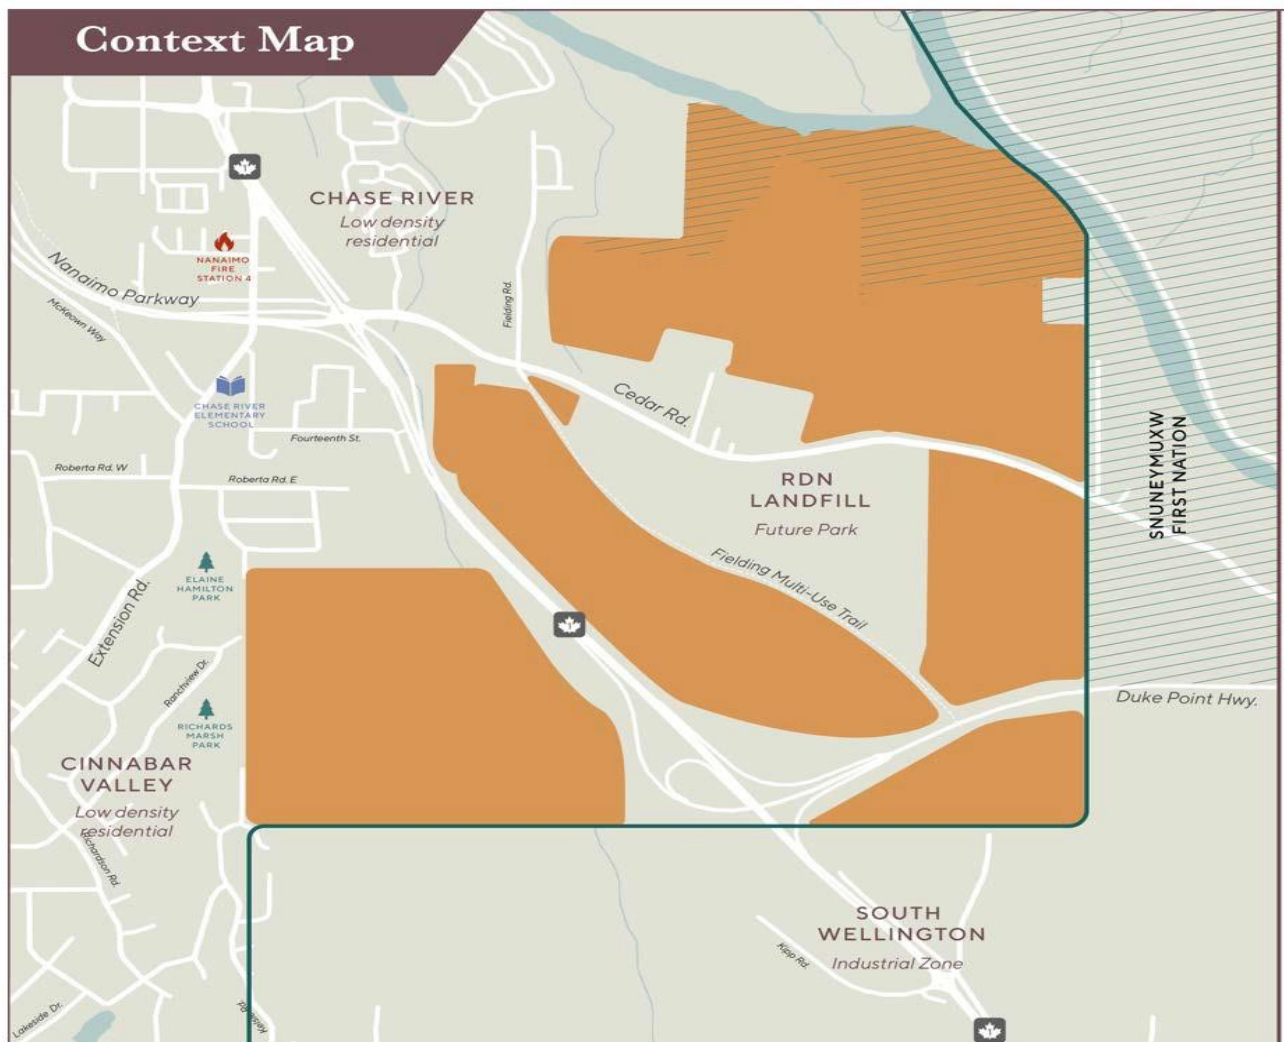 Context Map
1
CHASE RIVER
Low density
residential
NANAIMO
FIRE
STATION 4
Nanaimo Parkway
McKeown Way
Fielding Rd.
CHASE RIVER
ELEMENTARY
SCHOOL
Cedar Rd.
Fourteenth St.
Roberta Rd. W
Roberta Rd. E
RDN
LANDFILL
Future Park
SNUNEYMUXW
FIRST NATION
Fielding Multi-Use Trail
ELAINE
HAMILTON
PARK
Extension Rd.
1
Ranchview Dr.
Duke Point Hwy.
RICHARDS
MARSH
PARK
CINNABAR
VALLEY
Low density
residential
Richardson Rd.
SOUTH
WELLINGTON
Industrial Zone
Kipp Rd.
Lakeside Dr.
1